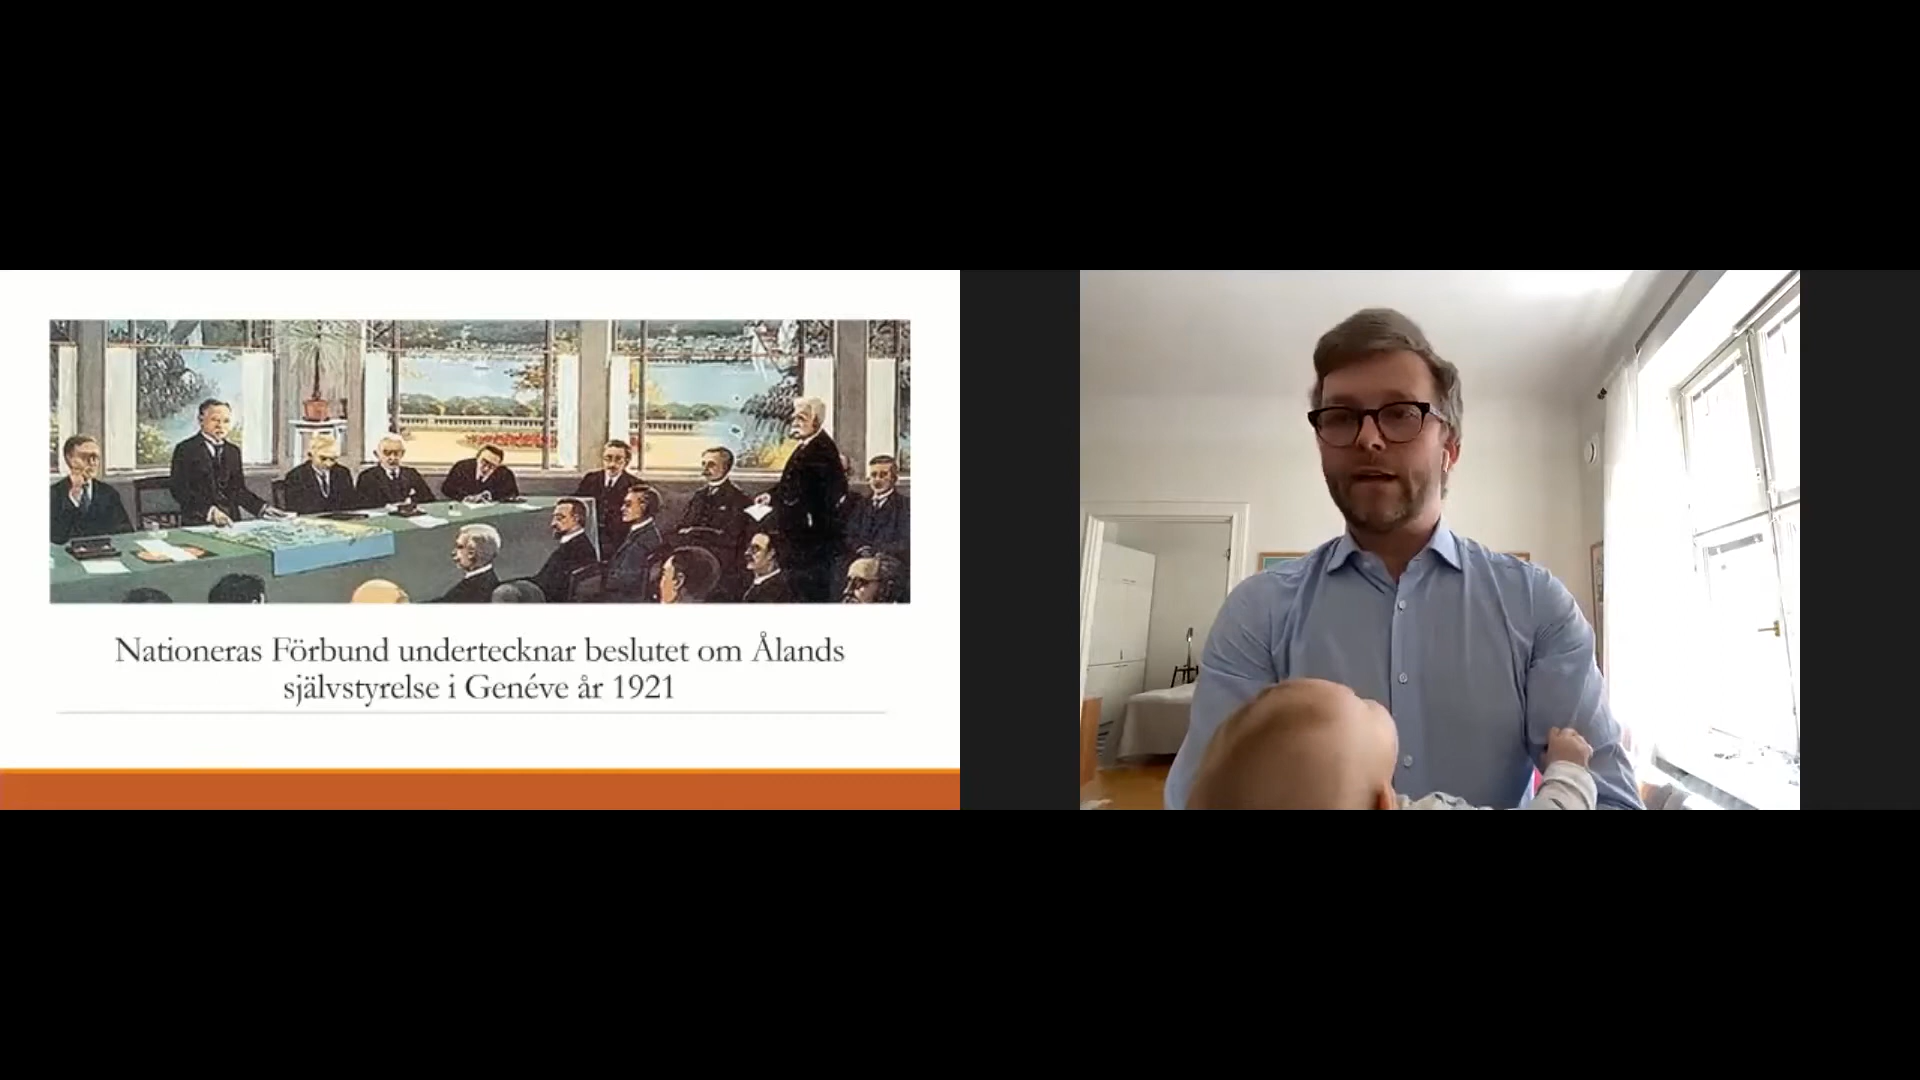 Nationeras Förbund undertecknar beslutet om Ålands
självstyrelse i Genéve år 1921